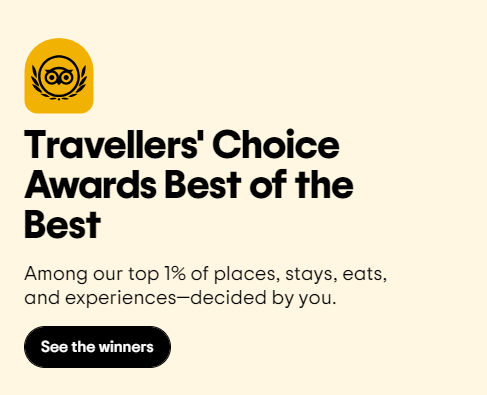 Travellers' Choice
Awards Best of the
Best
Among our top 1% of places, stays, eats,
and experiences—decided by you.
See the winners